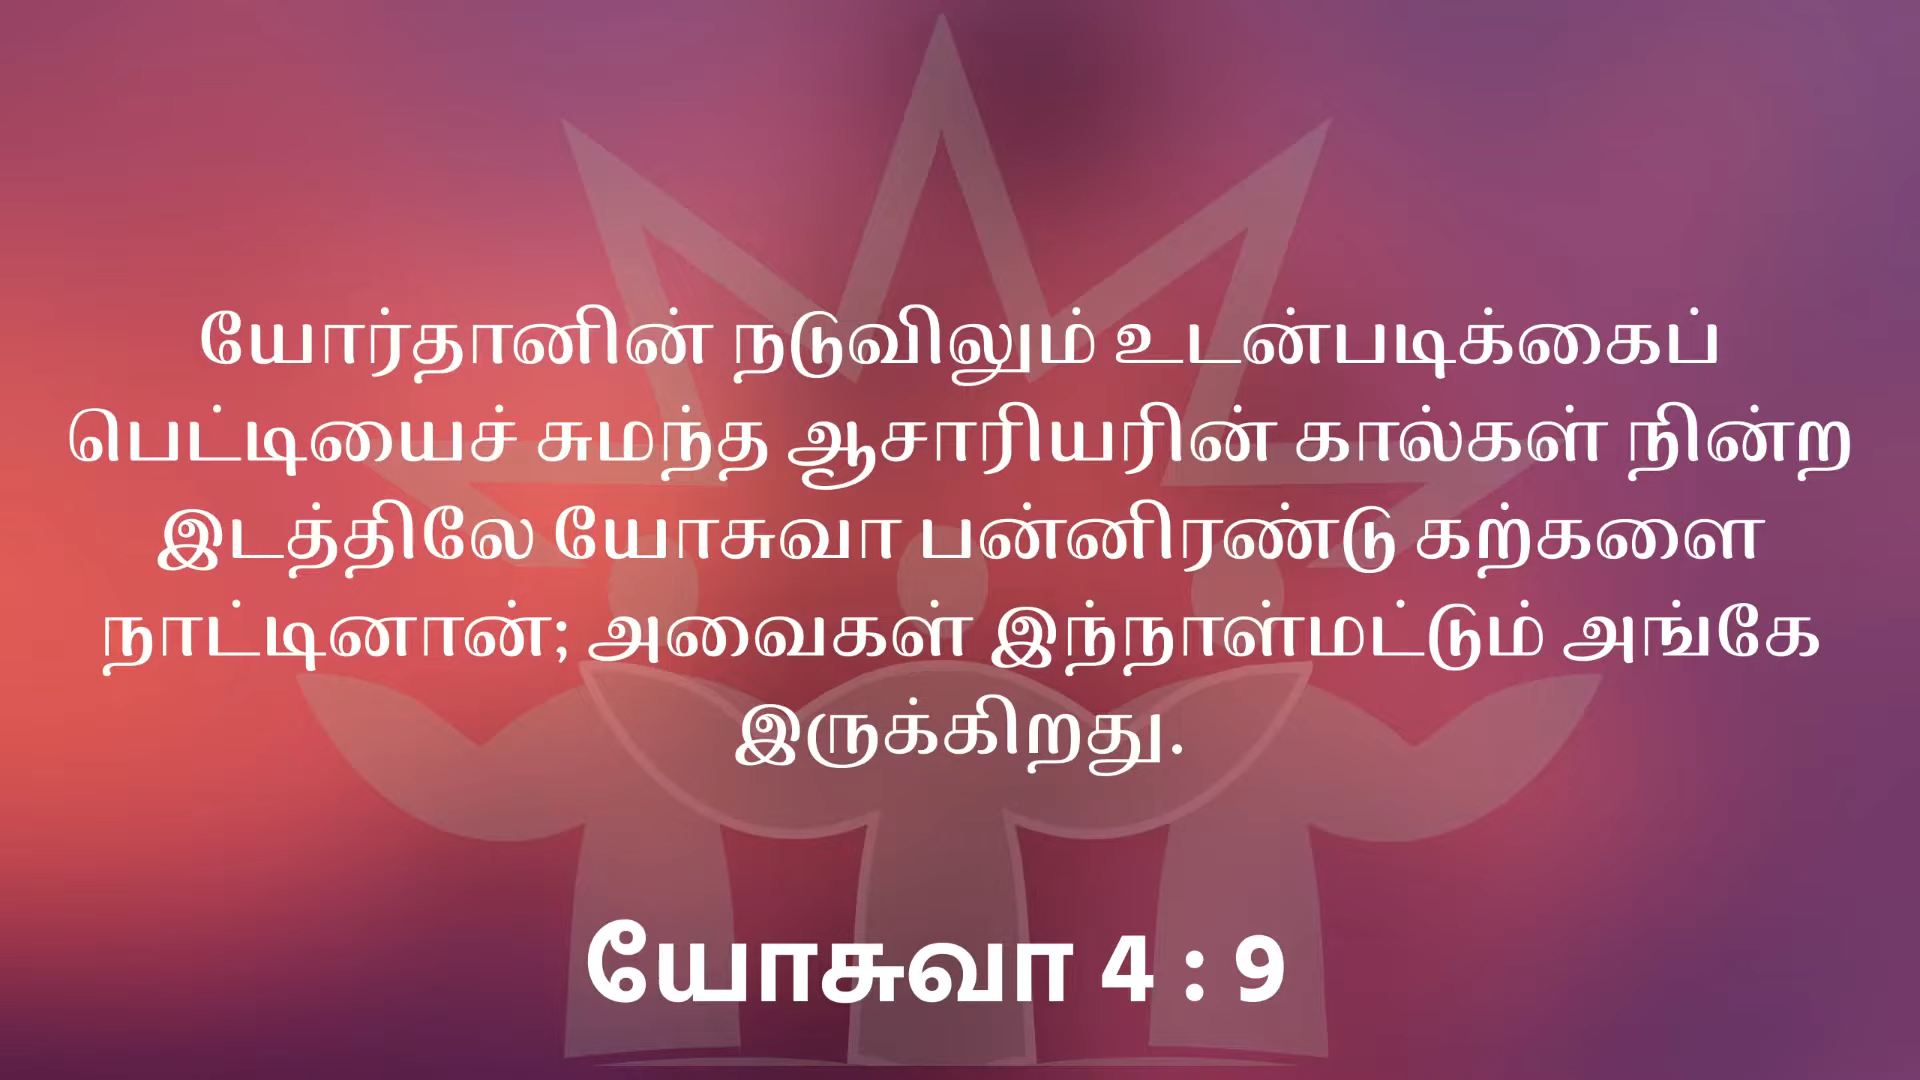 யோர்தானின் நடுவிலும் உடன்படிக்கைப்
பெட்டியைச் சுமந்த ஆசாரியரின் கால்கள் நின்ற
இடத்திலே யோசுவா பன்னிரண்டு கற்களை
நாட்டினான்; அவைகள் இந்நாள்மட்டும் அங்கே
இருக்கிறது.
யோசுவா 4 : 9